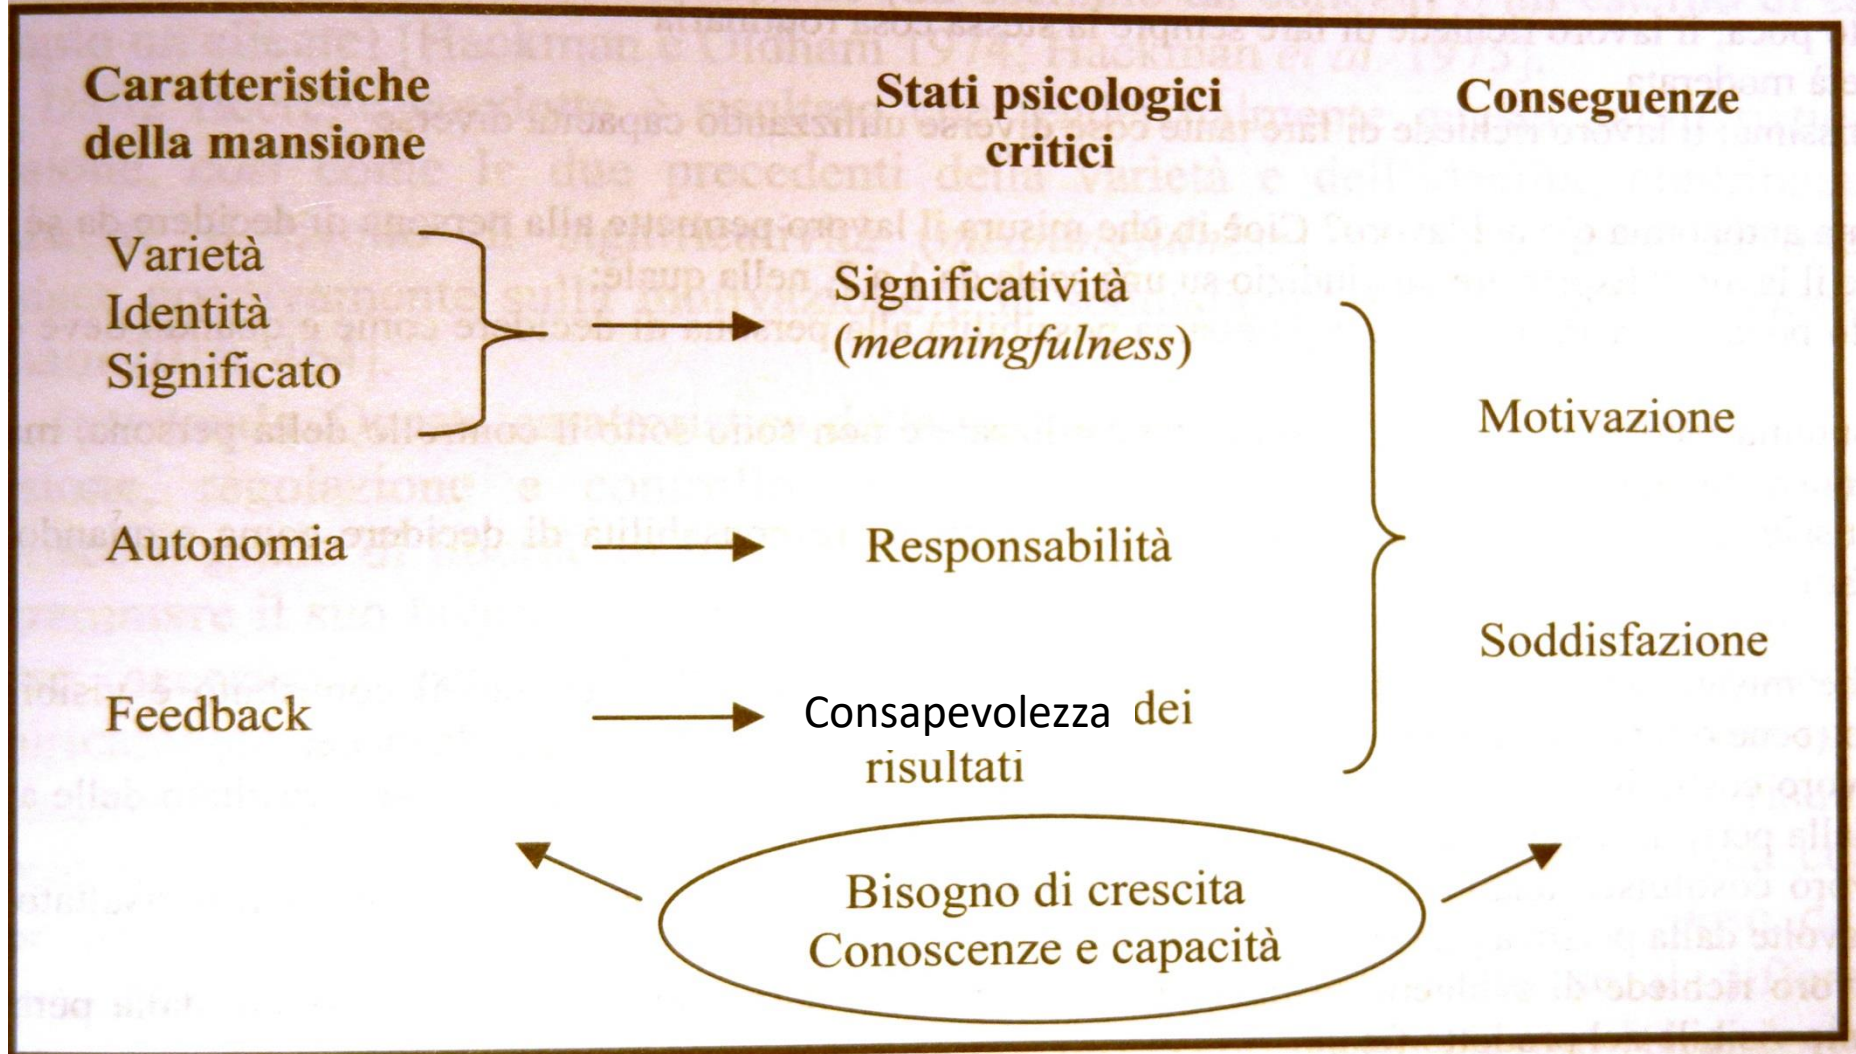 Caratteristiche
della mansione
Stati psicologici
critici
Conseguenze
Varietà
Identità
Significato
Significatività
(meaningfulness)
Motivazione
Autonomia
Responsabilità
Soddisfazione
Feedback
Consapevolezza dei
risultati
Bisogno di crescita
Conoscenze e capacità